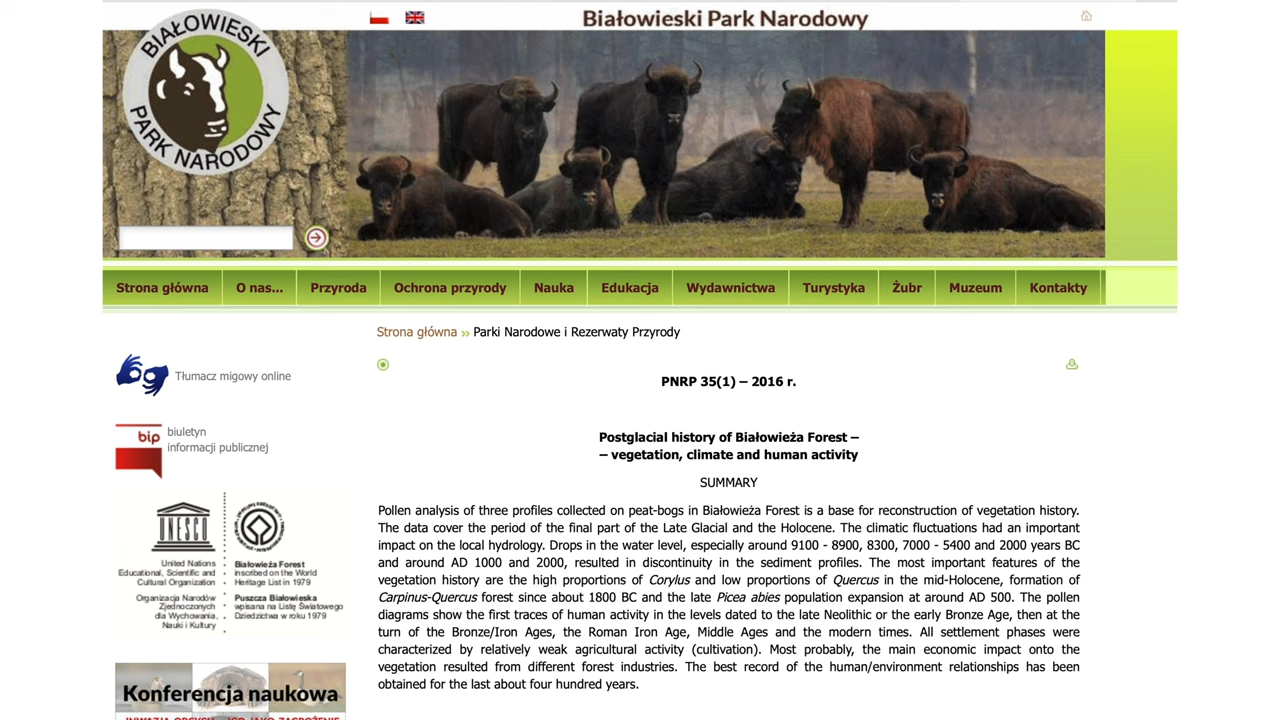 Białowieski Park Narodowy
BIAŁOWIESKI
PARK NARODOWY
Strona główna
O nas...
Przyroda
Ochrona przyrody
Nauka
Edukacja
Wydawnictwa
Turystyka
Żubr
Muzeum
Kontakty
Strona główna » Parki Narodowe i Rezerwaty Przyrody
Tłumacz migowy online
bip
biuletyn
informacji publicznej
UNESCO
United Nations
Educational, Scientific and
Cultural Organization
Białowieża Forest
inscribed on the World
Heritage List in 1979
Organizacja Narodów
Zjednoczonych
dla Wychowania,
Nauki i Kultury
Puszcza Białowieska
wpisana na Listę Światowego
Dziedzictwa w roku 1979
Konferencja naukowa
PNRP 35(1) – 2016 r.
Postglacial history of Białowieża Forest –
– vegetation, climate and human activity
SUMMARY
Pollen analysis of three profiles collected on peat-bogs in Białowieża Forest is a base for reconstruction of vegetation history.
The data cover the period of the final part of the Late Glacial and the Holocene. The climatic fluctuations had an important
impact on the local hydrology. Drops in the water level, especially around 9100 - 8900, 8300, 7000 - 5400 and 2000 years BC
and around AD 1000 and 2000, resulted in discontinuity in the sediment profiles. The most important features of the
vegetation history are the high proportions of Corylus and low proportions of Quercus in the mid-Holocene, formation of
Carpinus-Quercus forest since about 1800 BC and the late Picea abies population expansion at around AD 500. The pollen
diagrams show the first traces of human activity in the levels dated to the late Neolithic or the early Bronze Age, then at the
turn of the Bronze/Iron Ages, the Roman Iron Age, Middle Ages and the modern times. All settlement phases were
characterized by relatively weak agricultural activity (cultivation). Most probably, the main economic impact onto the
vegetation resulted from different forest industries. The best record of the human/environment relationships has been
obtained for the last about four hundred years.